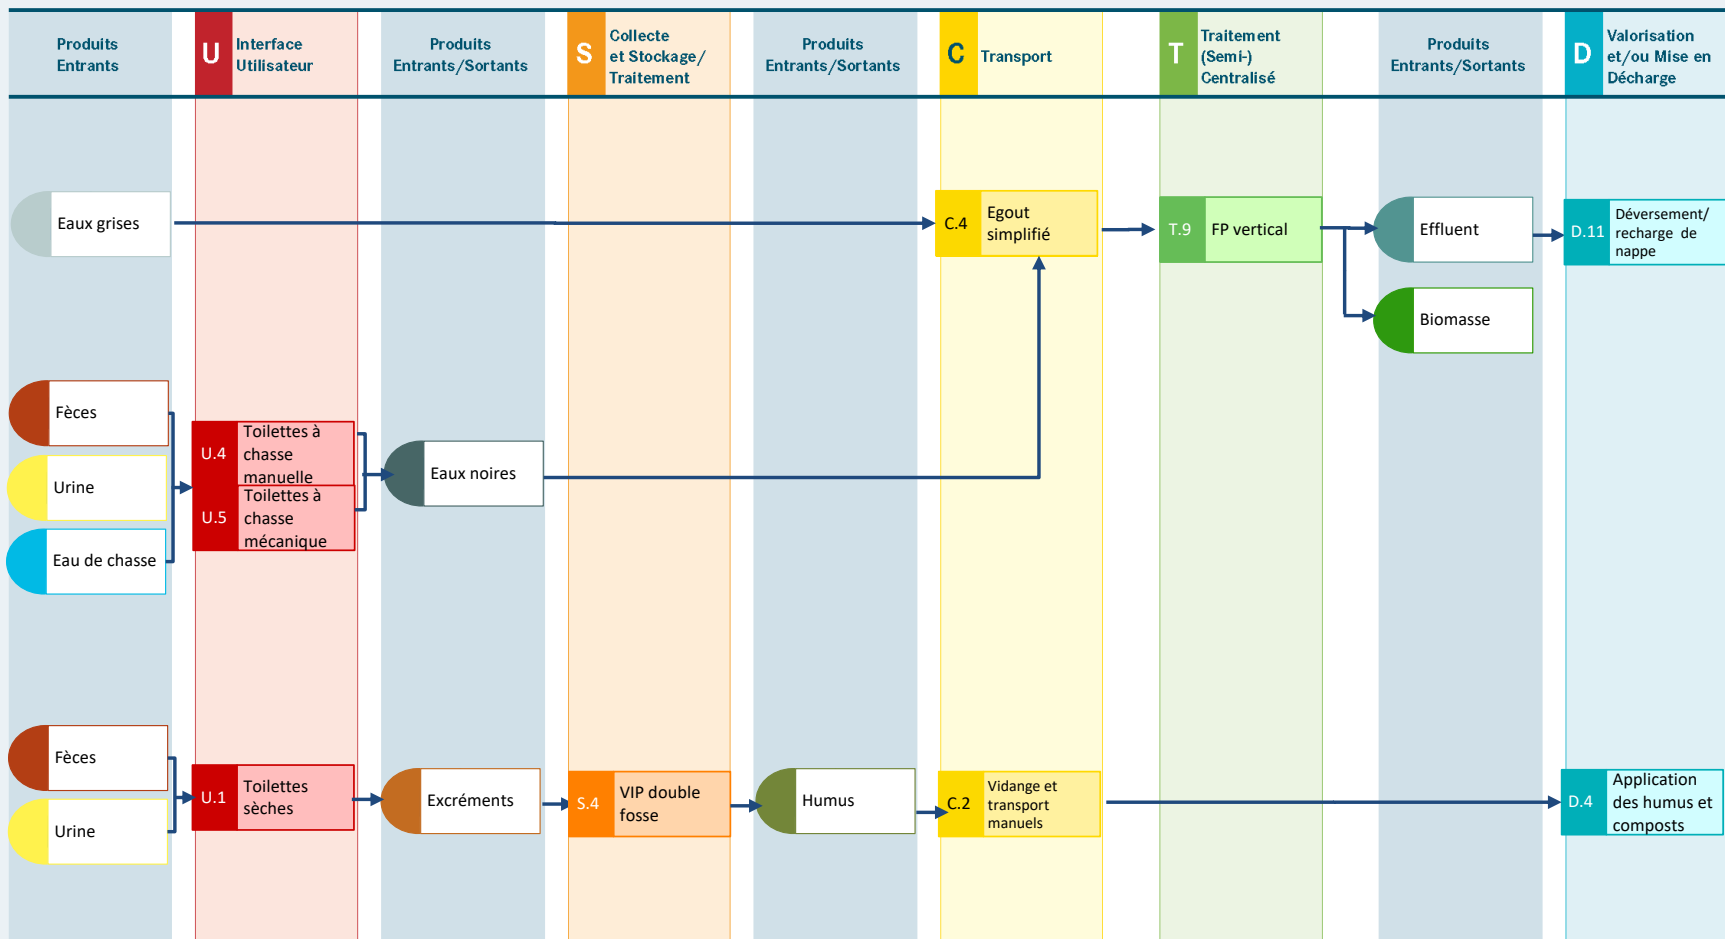 Produits
Entrants
U
Interface
Utilisateur
Produits
Entrants/Sortants
S
Collecte
et Stockage/
Traitement
Produits
Entrants/Sortants
C
Transport
T
Traitement
(Semi-)
Centralisé
Produits
Entrants/Sortants
D
Valorisation
et/ou Mise en
Décharge
Eaux grises
C.4
Egout
simplifié
T.9
FP vertical
Effluent
D.11
Déversement/
recharge de
nappe
Biomasse
Fèces
Urine
Eau de chasse
U.4
Toilettes à
chasse
manuelle
U.5
Toilettes à
chasse
mécanique
Eaux noires
Fèces
Urine
U.1
Toilettes
sèches
Excréments
S.4
VIP double
fosse
Humus
C.2
Vidange et
transport
manuels
D.4
Application
des humus et
composts